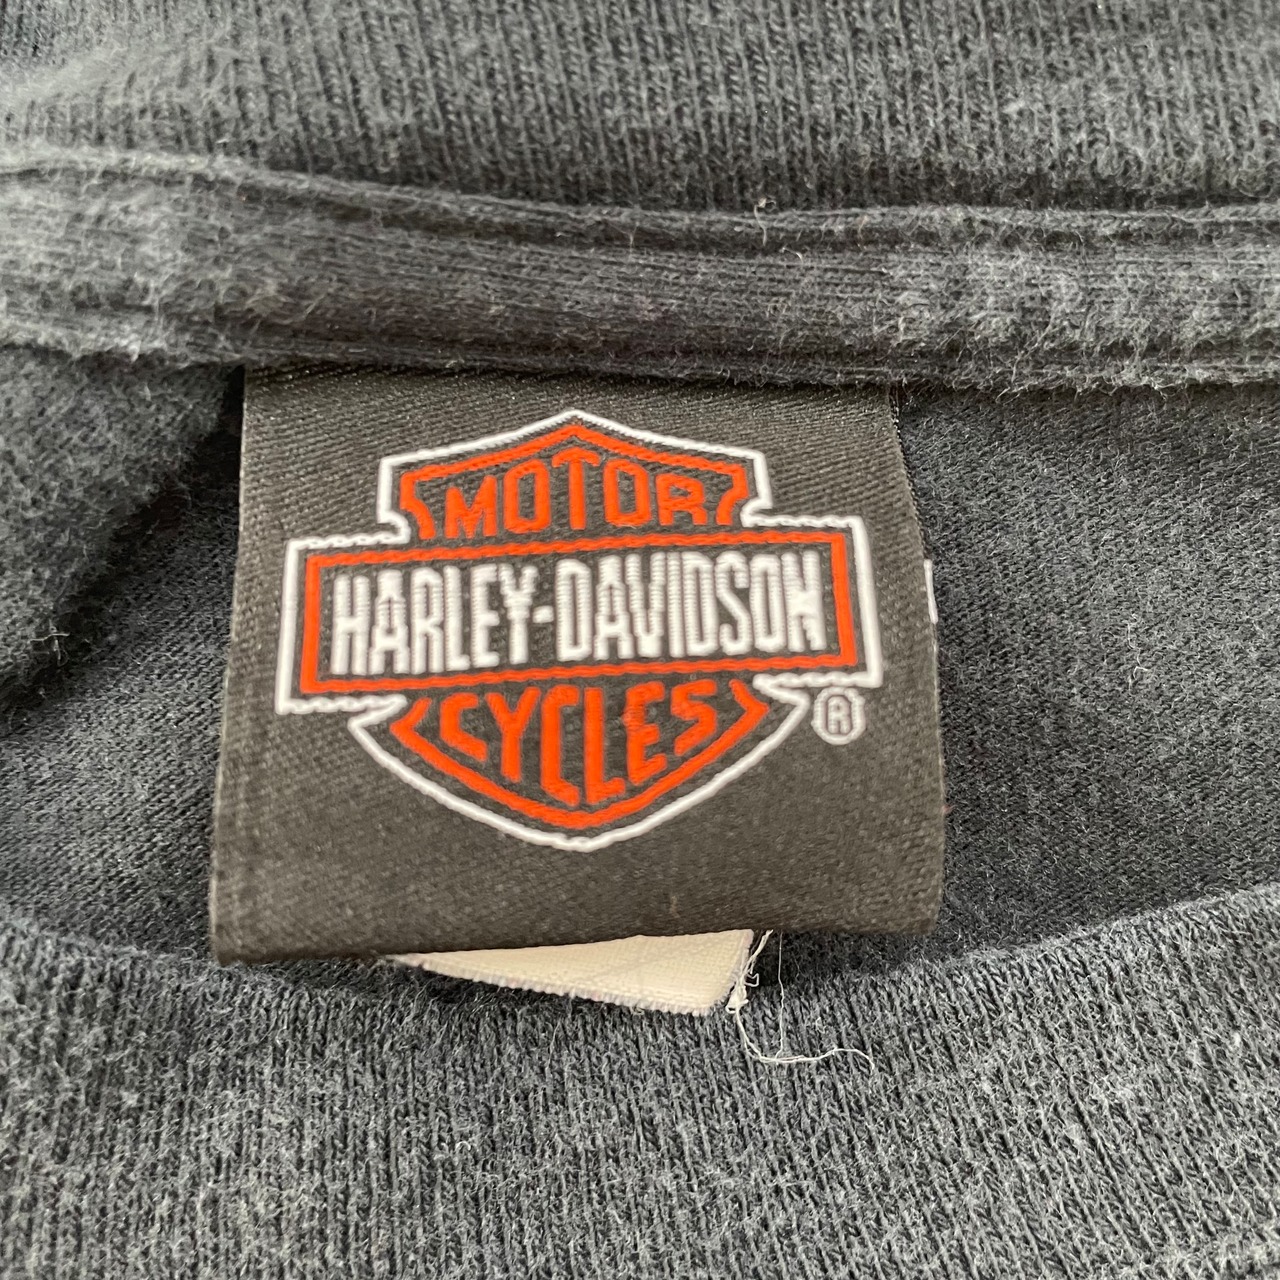 MOTOR
HARLEY-DAVIDSON
CYCLES
®